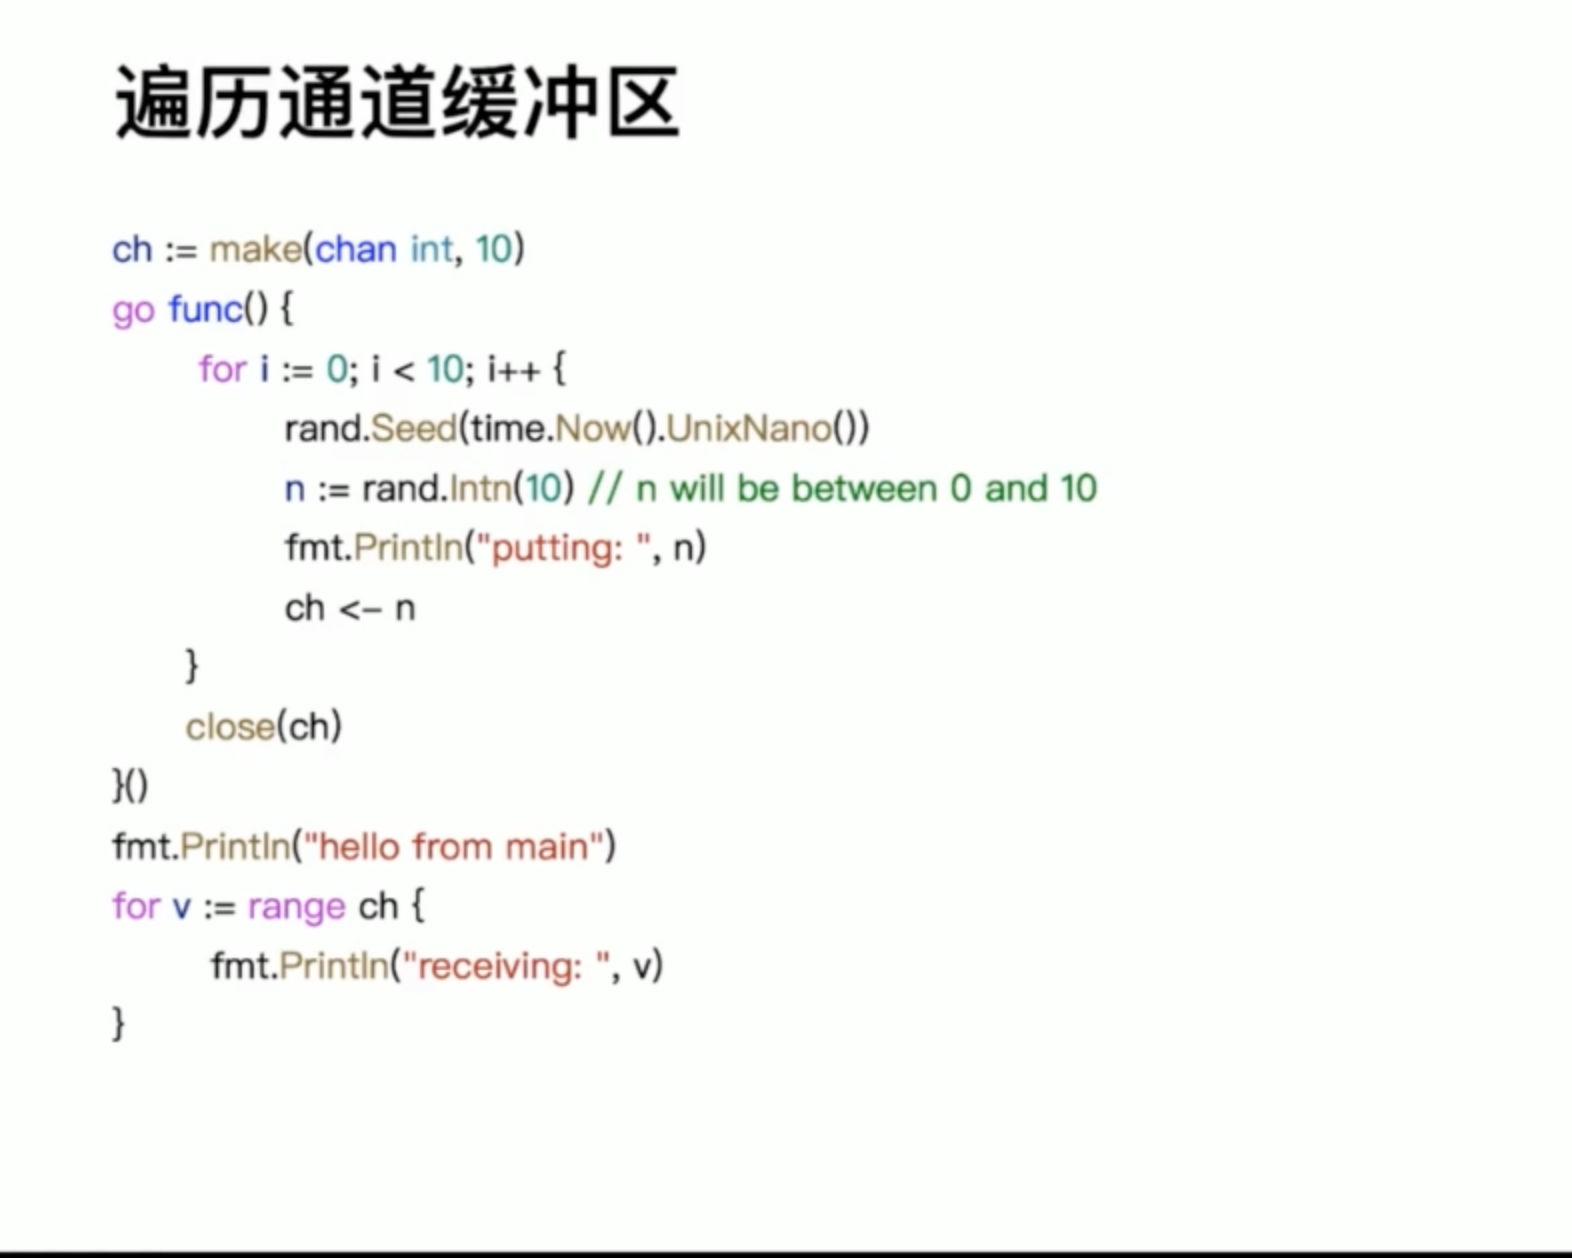 遍历通道缓冲区
ch := make(chan int, 10)
go func() {
for i := 0; i < 10; i++ {
rand.Seed(time.Now().UnixNano())
n := rand.Intn(10) // n will be between 0 and 10
fmt.Println("putting: ", n)
ch <- n
}
close(ch)
}()
fmt.Println("hello from main")
for v := range ch {
fmt.Println("receiving: ", v)
}